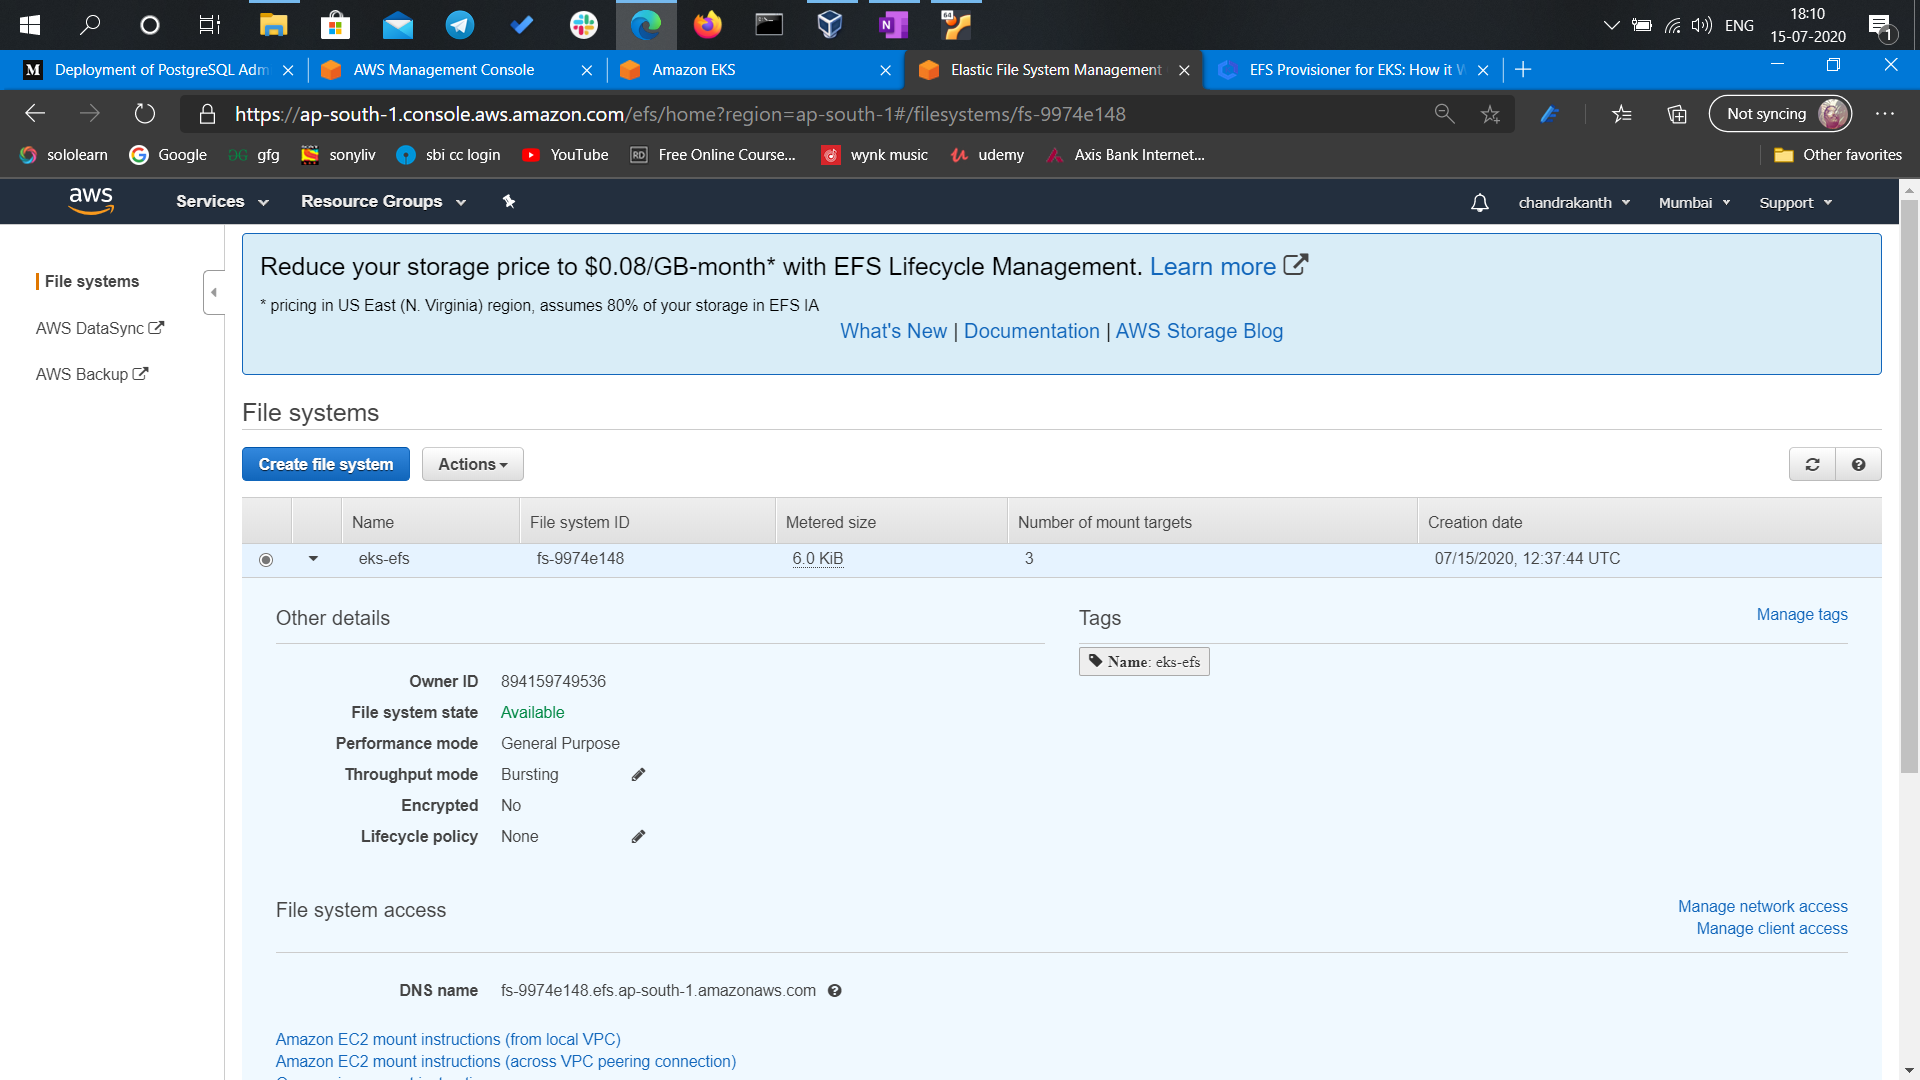 64
N
ENG
18:10
15-07-2020
1
M Deployment of PostgreSQL Adm
AWS Management Console
Amazon EKS
Elastic File System Management
EFS Provisioner for EKS: How it W
https://ap-south-1.console.aws.amazon.com/efs/home?region=ap-south-1#/filesystems/fs-9974e148
Not syncing
sololearn
Google
gfg
sonyliv
sbi cc login
YouTube
RD Free Online Course...
wynk music
udemy
Axis Bank Internet...
Other favorites
aws
Services
Resource Groups
chandrakanth
Mumbai
Support
File systems
AWS DataSync
AWS Backup
Reduce your storage price to $0.08/GB-month* with EFS Lifecycle Management. Learn more
* pricing in US East (N. Virginia) region, assumes 80% of your storage in EFS IA
What's New | Documentation | AWS Storage Blog
File systems
Create file system
Actions
Name File system ID Metered size Number of mount targets Creation date
eks-efs fs-9974e148 6.0 KiB 3 07/15/2020, 12:37:44 UTC
Other details
Owner ID 894159749536
File system state Available
Performance mode General Purpose
Throughput mode Bursting
Encrypted No
Lifecycle policy None
Tags
Manage tags
Name: eks-efs
File system access
Manage network access
Manage client access
DNS name fs-9974e148.efs.ap-south-1.amazonaws.com
Amazon EC2 mount instructions (from local VPC)
Amazon EC2 mount instructions (across VPC peering connection)